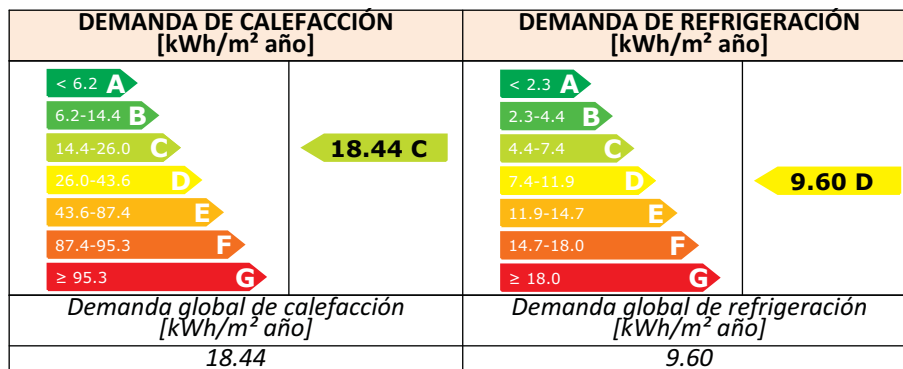 DEMANDA DE CALEFACCIÓN
[kWh/m² año]
DEMANDA DE REFRIGERACIÓN
[kWh/m² año]
< 6.2 A
6.2-14.4 B
14.4-26.0 C
26.0-43.6 D
43.6-87.4 E
87.4-95.3 F
≥ 95.3 G
18.44 C
< 2.3 A
2.3-4.4 B
4.4-7.4 C
7.4-11.9 D
11.9-14.7 E
14.7-18.0 F
≥ 18.0 G
9.60 D
Demanda global de calefacción
[kWh/m² año]
Demanda global de refrigeración
[kWh/m² año]
18.44
9.60